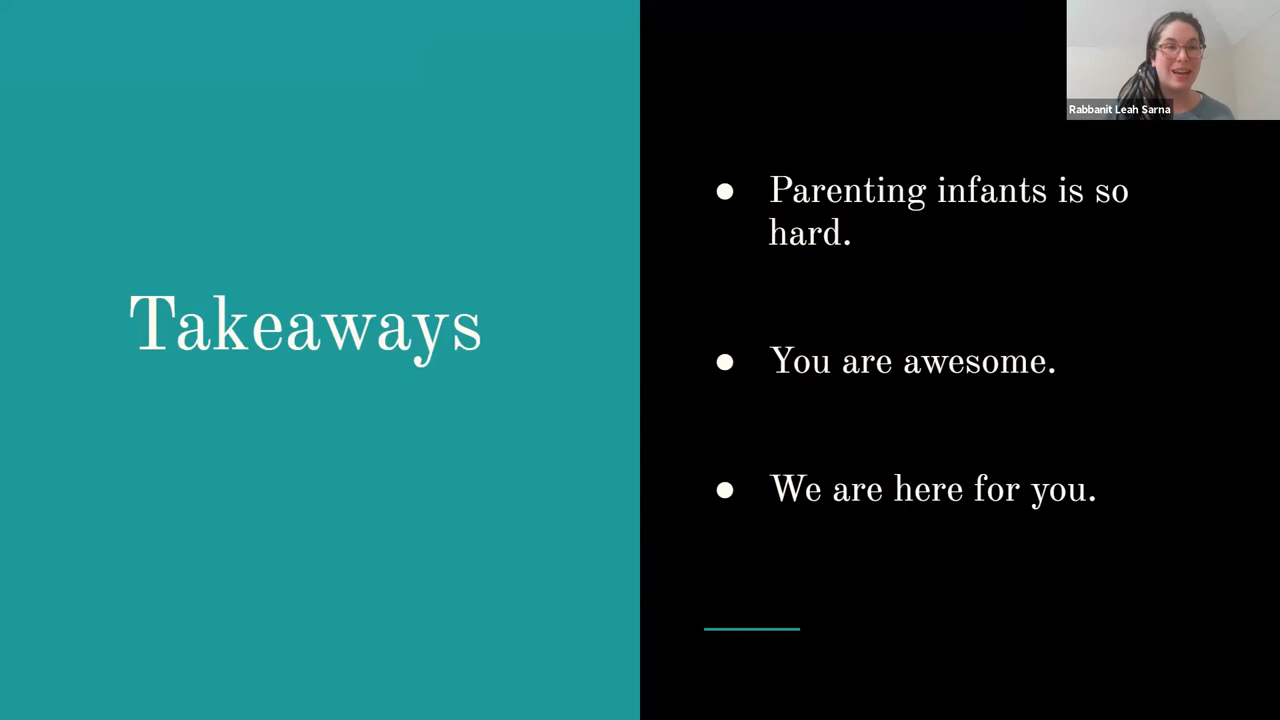 Takeaways
Rabbanit Leah Sarna
● Parenting infants is so
hard.
● You are awesome.
● We are here for you.